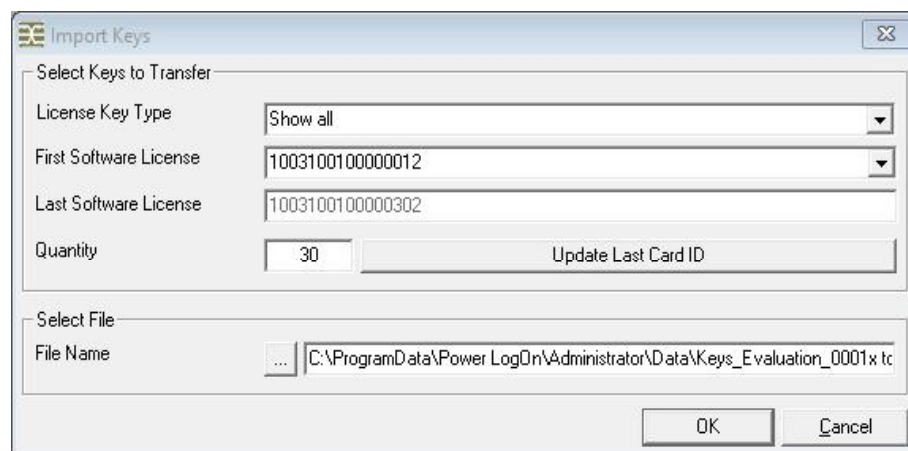 Import Keys
Select Keys to Transfer
License Key Type
Show all
First Software License
1003100100000012
Last Software License
1003100100000302
Quantity
30
Update Last Card ID
Select File
File Name
...
C:\ProgramData\Power LogOn\Administrator\Data\Keys_Evaluation_0001x to
OK
Cancel